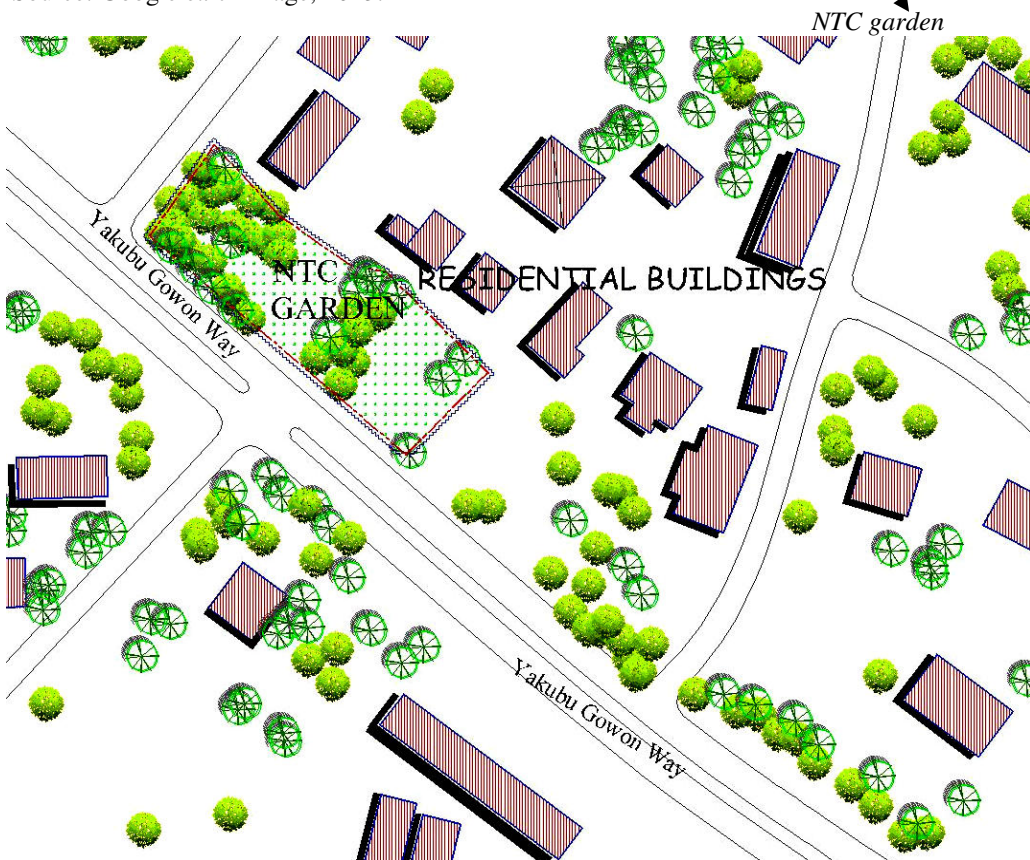 NTC garden
Yakubu Gowon Way
NTC
GARDEN
RESIDENTIAL BUILDINGS
Yakubu Gowon Way